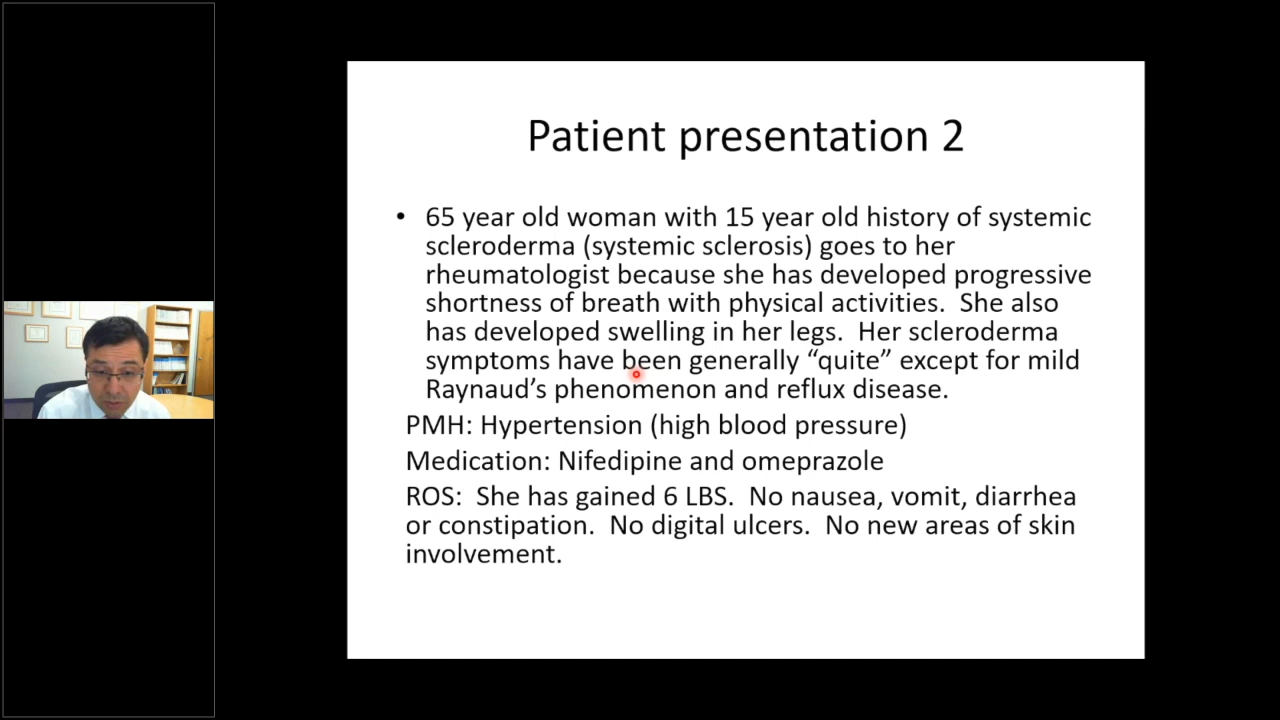 Patient presentation 2
• 65 year old woman with 15 year old history of systemic
scleroderma (systemic sclerosis) goes to her
rheumatologist because she has developed progressive
shortness of breath with physical activities.  She also
has developed swelling in her legs.  Her scleroderma
symptoms have been generally “quite” except for mild
Raynaud’s phenomenon and reflux disease.
PMH: Hypertension (high blood pressure)
Medication: Nifedipine and omeprazole
ROS:  She has gained 6 LBS.  No nausea, vomit, diarrhea
or constipation.  No digital ulcers.  No new areas of skin
involvement.